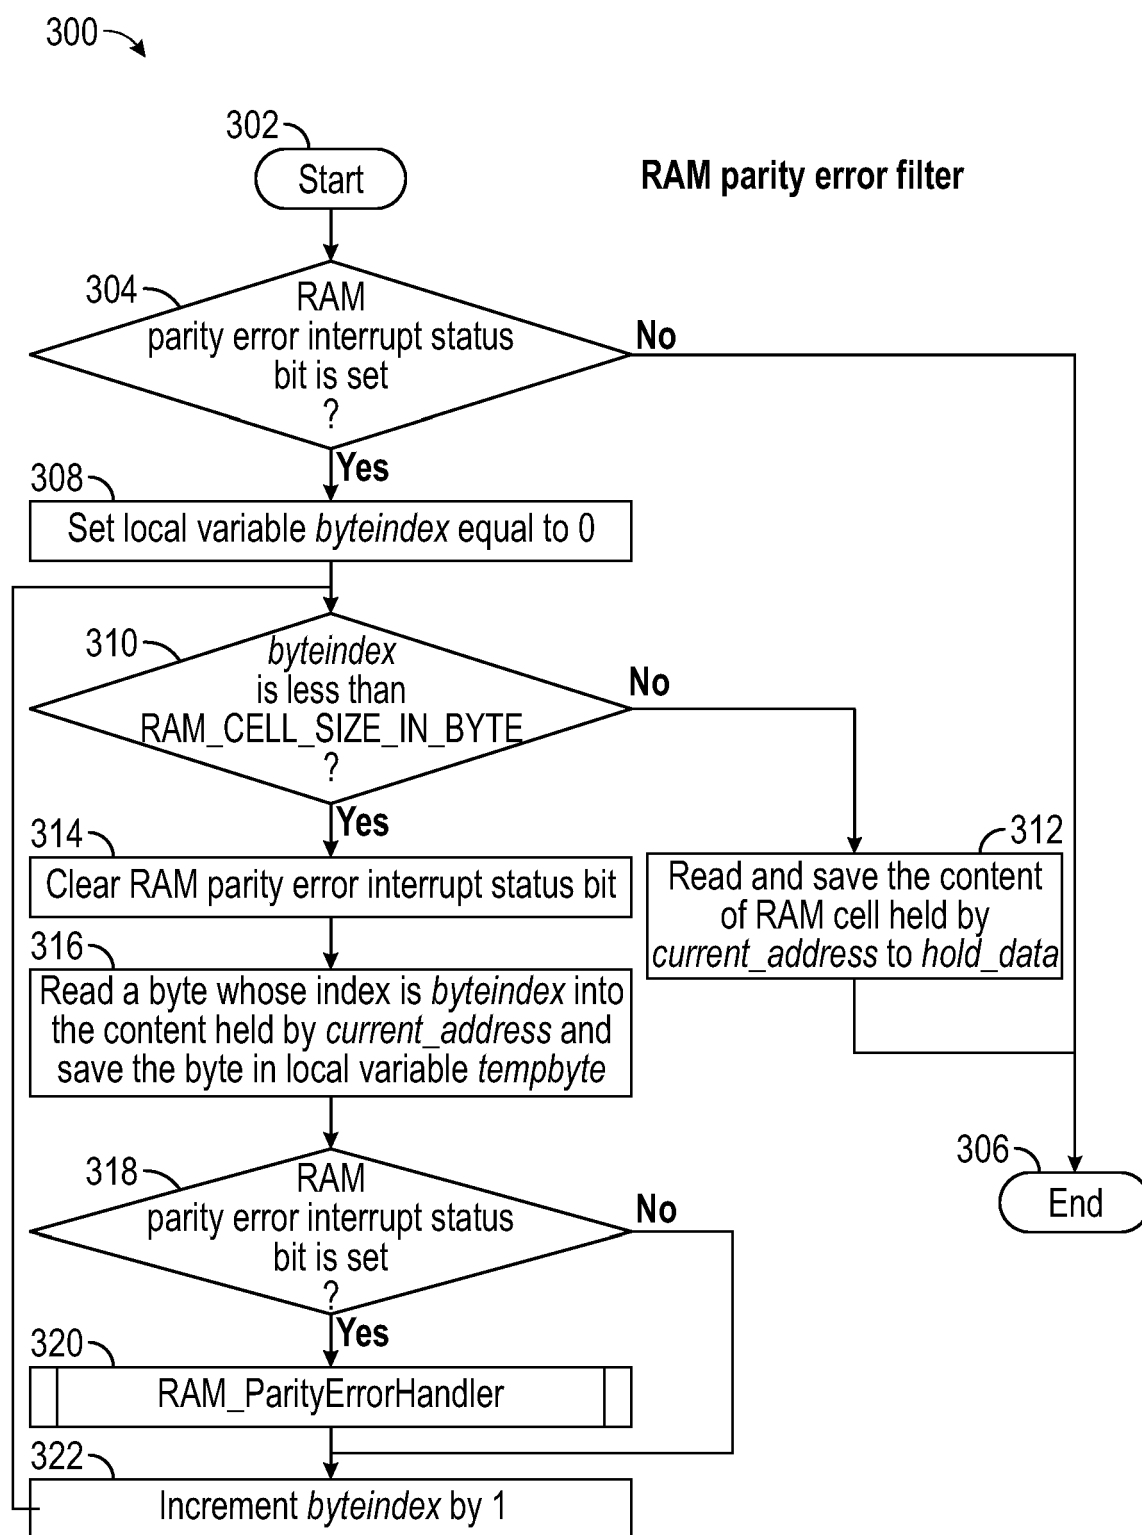 300
302
Start
RAM parity error filter
304
RAM
parity error interrupt status
bit is set
?
No
Yes
308
Set local variable byteindex equal to 0
310
byteindex
is less than
RAM_CELL_SIZE_IN_BYTE
?
No
Yes
314
Clear RAM parity error interrupt status bit
312
Read and save the content
of RAM cell held by
current_address to hold_data
316
Read a byte whose index is byteindex into
the content held by current_address and
save the byte in local variable tempbyte
318
RAM
parity error interrupt status
bit is set
?
No
Yes
306
End
320
RAM_ParityErrorHandler
322
Increment byteindex by 1